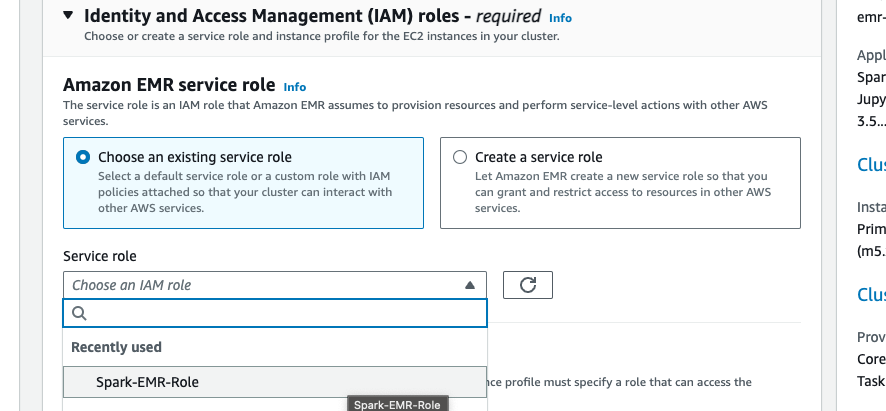 Identity and Access Management (IAM) roles - required Info
Choose or create a service role and instance profile for the EC2 instances in your cluster.
Amazon EMR service role Info
The service role is an IAM role that Amazon EMR assumes to provision resources and perform service-level actions with other AWS
services.
Choose an existing service role
Select a default service role or a custom role with IAM
policies attached so that your cluster can interact with
other AWS services.
Create a service role
Let Amazon EMR create a new service role so that you
can grant and restrict access to resources in other AWS
services.
Service role
Choose an IAM role
Recently used
Spark-EMR-Role
Spark-EMR-Role
nce profile must specify a role that can access the
emr-
Appl
Spar
Jupy
3.5...
Clus
Insta
Prim
(m5.
Clus
Prov
Core
Task